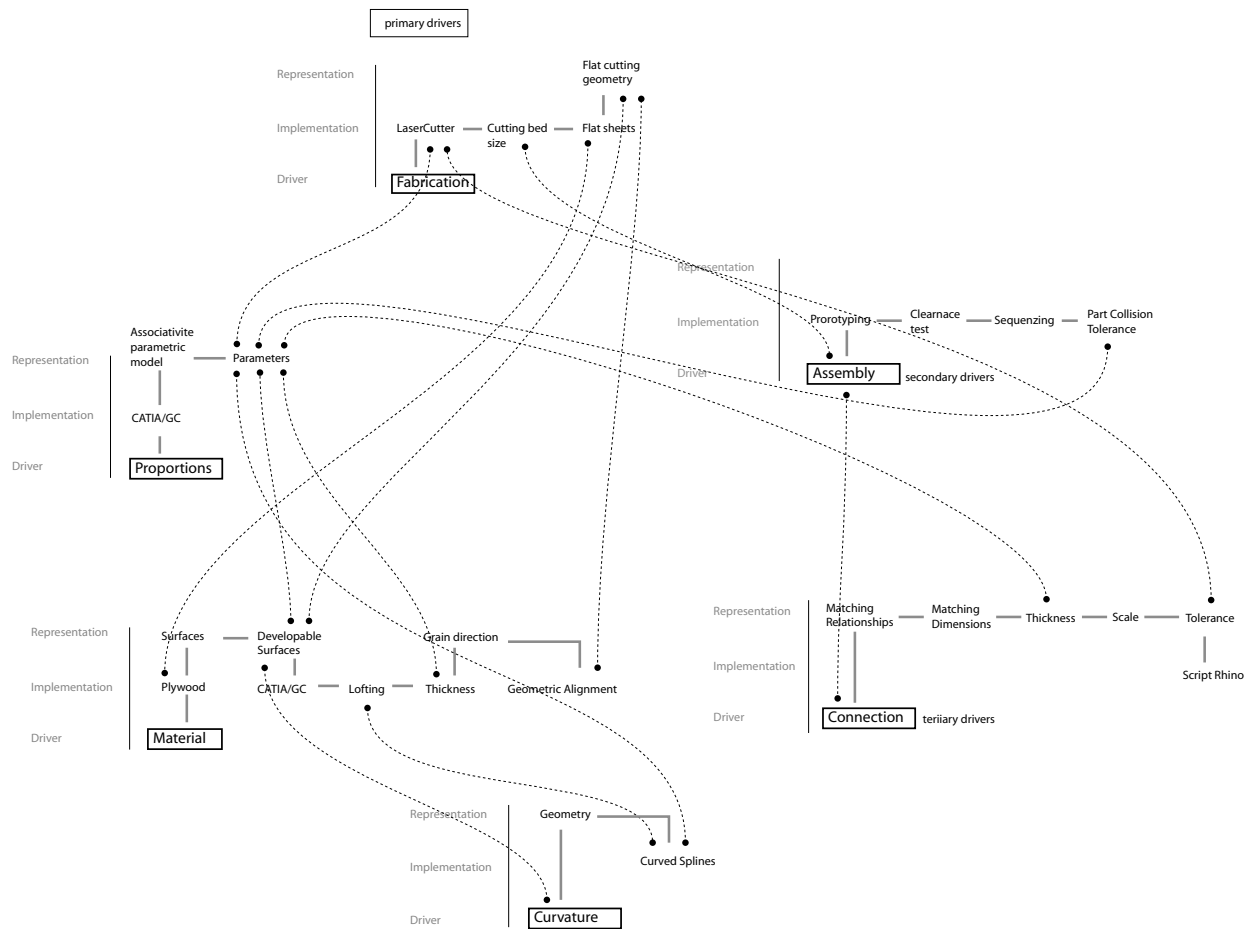 primary drivers
Representation
Flat cutting
geometry
Implementation
LaserCutter
Cutting bed
size
Flat sheets
Driver
Fabrication
Representation
Implementation
Prorotyping
Clearnace
test
Sequenzing
Part Collision
Tolerance
Driver
Assembly
secondary drivers
Associativite
parametric
model
Representation
Parameters
Implementation
CATIA/GC
Driver
Proportions
Representation
Surfaces
Developable
Surfaces
Grain direction
Implementation
Plywood
CATIA/GC
Lofting
Thickness
Geometric Alignment
Driver
Material
Representation
Matching
Relationships
Matching
Dimensions
Thickness
Scale
Tolerance
Implementation
Script Rhino
Driver
Connection
teriiary drivers
Representation
Geometry
Implementation
Curved Splines
Driver
Curvature